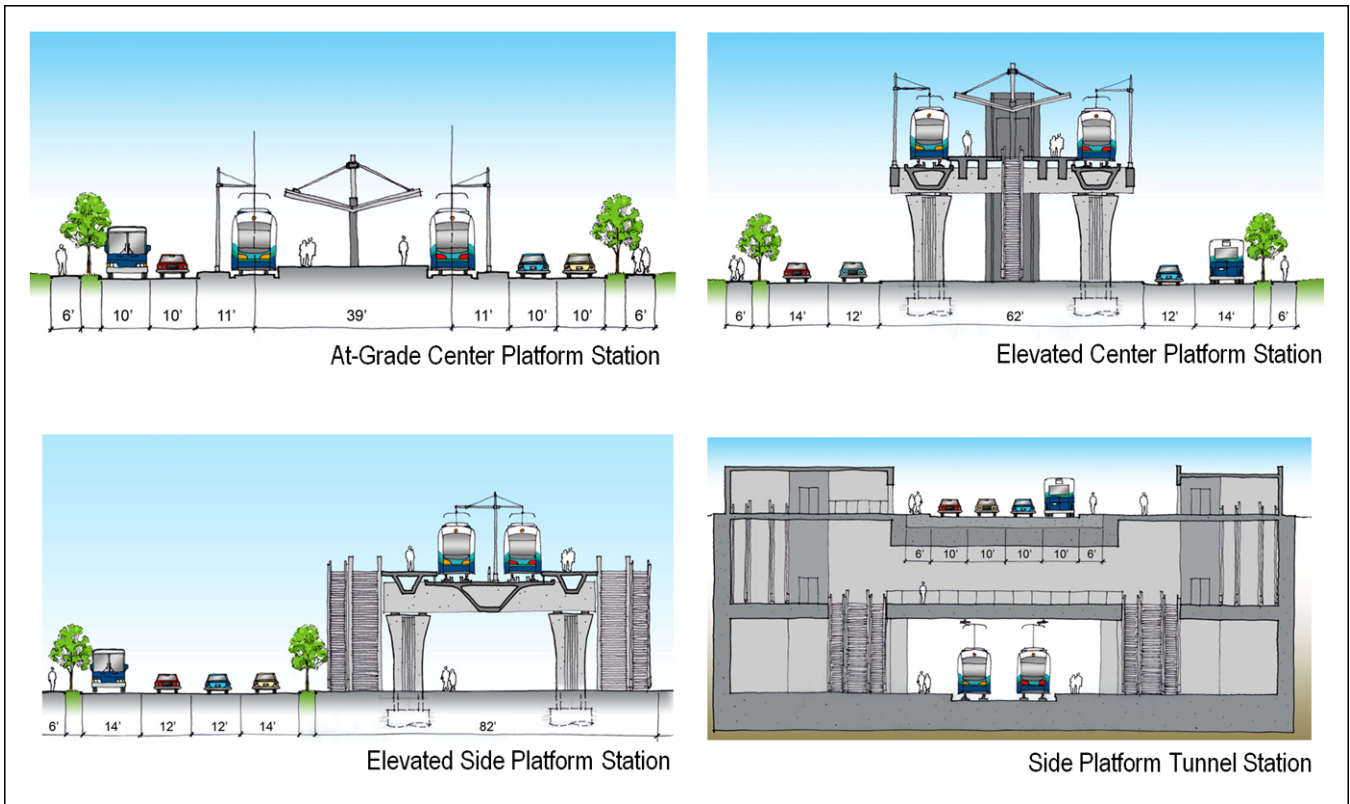 6' 10' 10' 11' 39' 11' 10' 10' 6'
At-Grade Center Platform Station
6' 14' 12' 62' 12' 14' 6'
Elevated Center Platform Station
6' 14' 12' 12' 14' 82'
Elevated Side Platform Station
6' 10' 10' 10' 10' 6'
Side Platform Tunnel Station